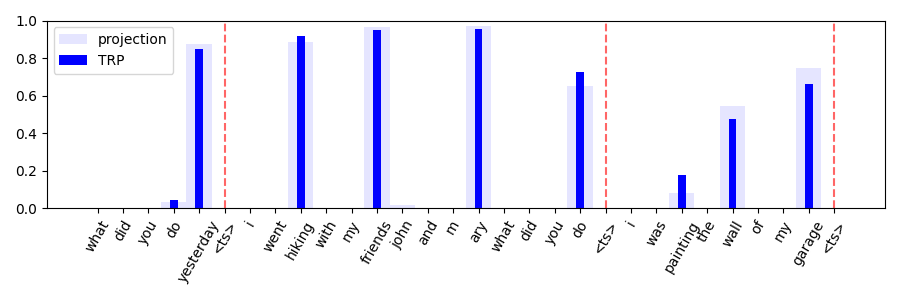 1.0
0.8
0.6
0.4
0.2
0.0
projection
TRP
what
did
you
do
yesterday
<ts>
i
went
hiking
with
my
friends
john
and
m
ary
what
did
you
do
<ts>
i
was
painting
the
wall
of
my
garage
<ts>